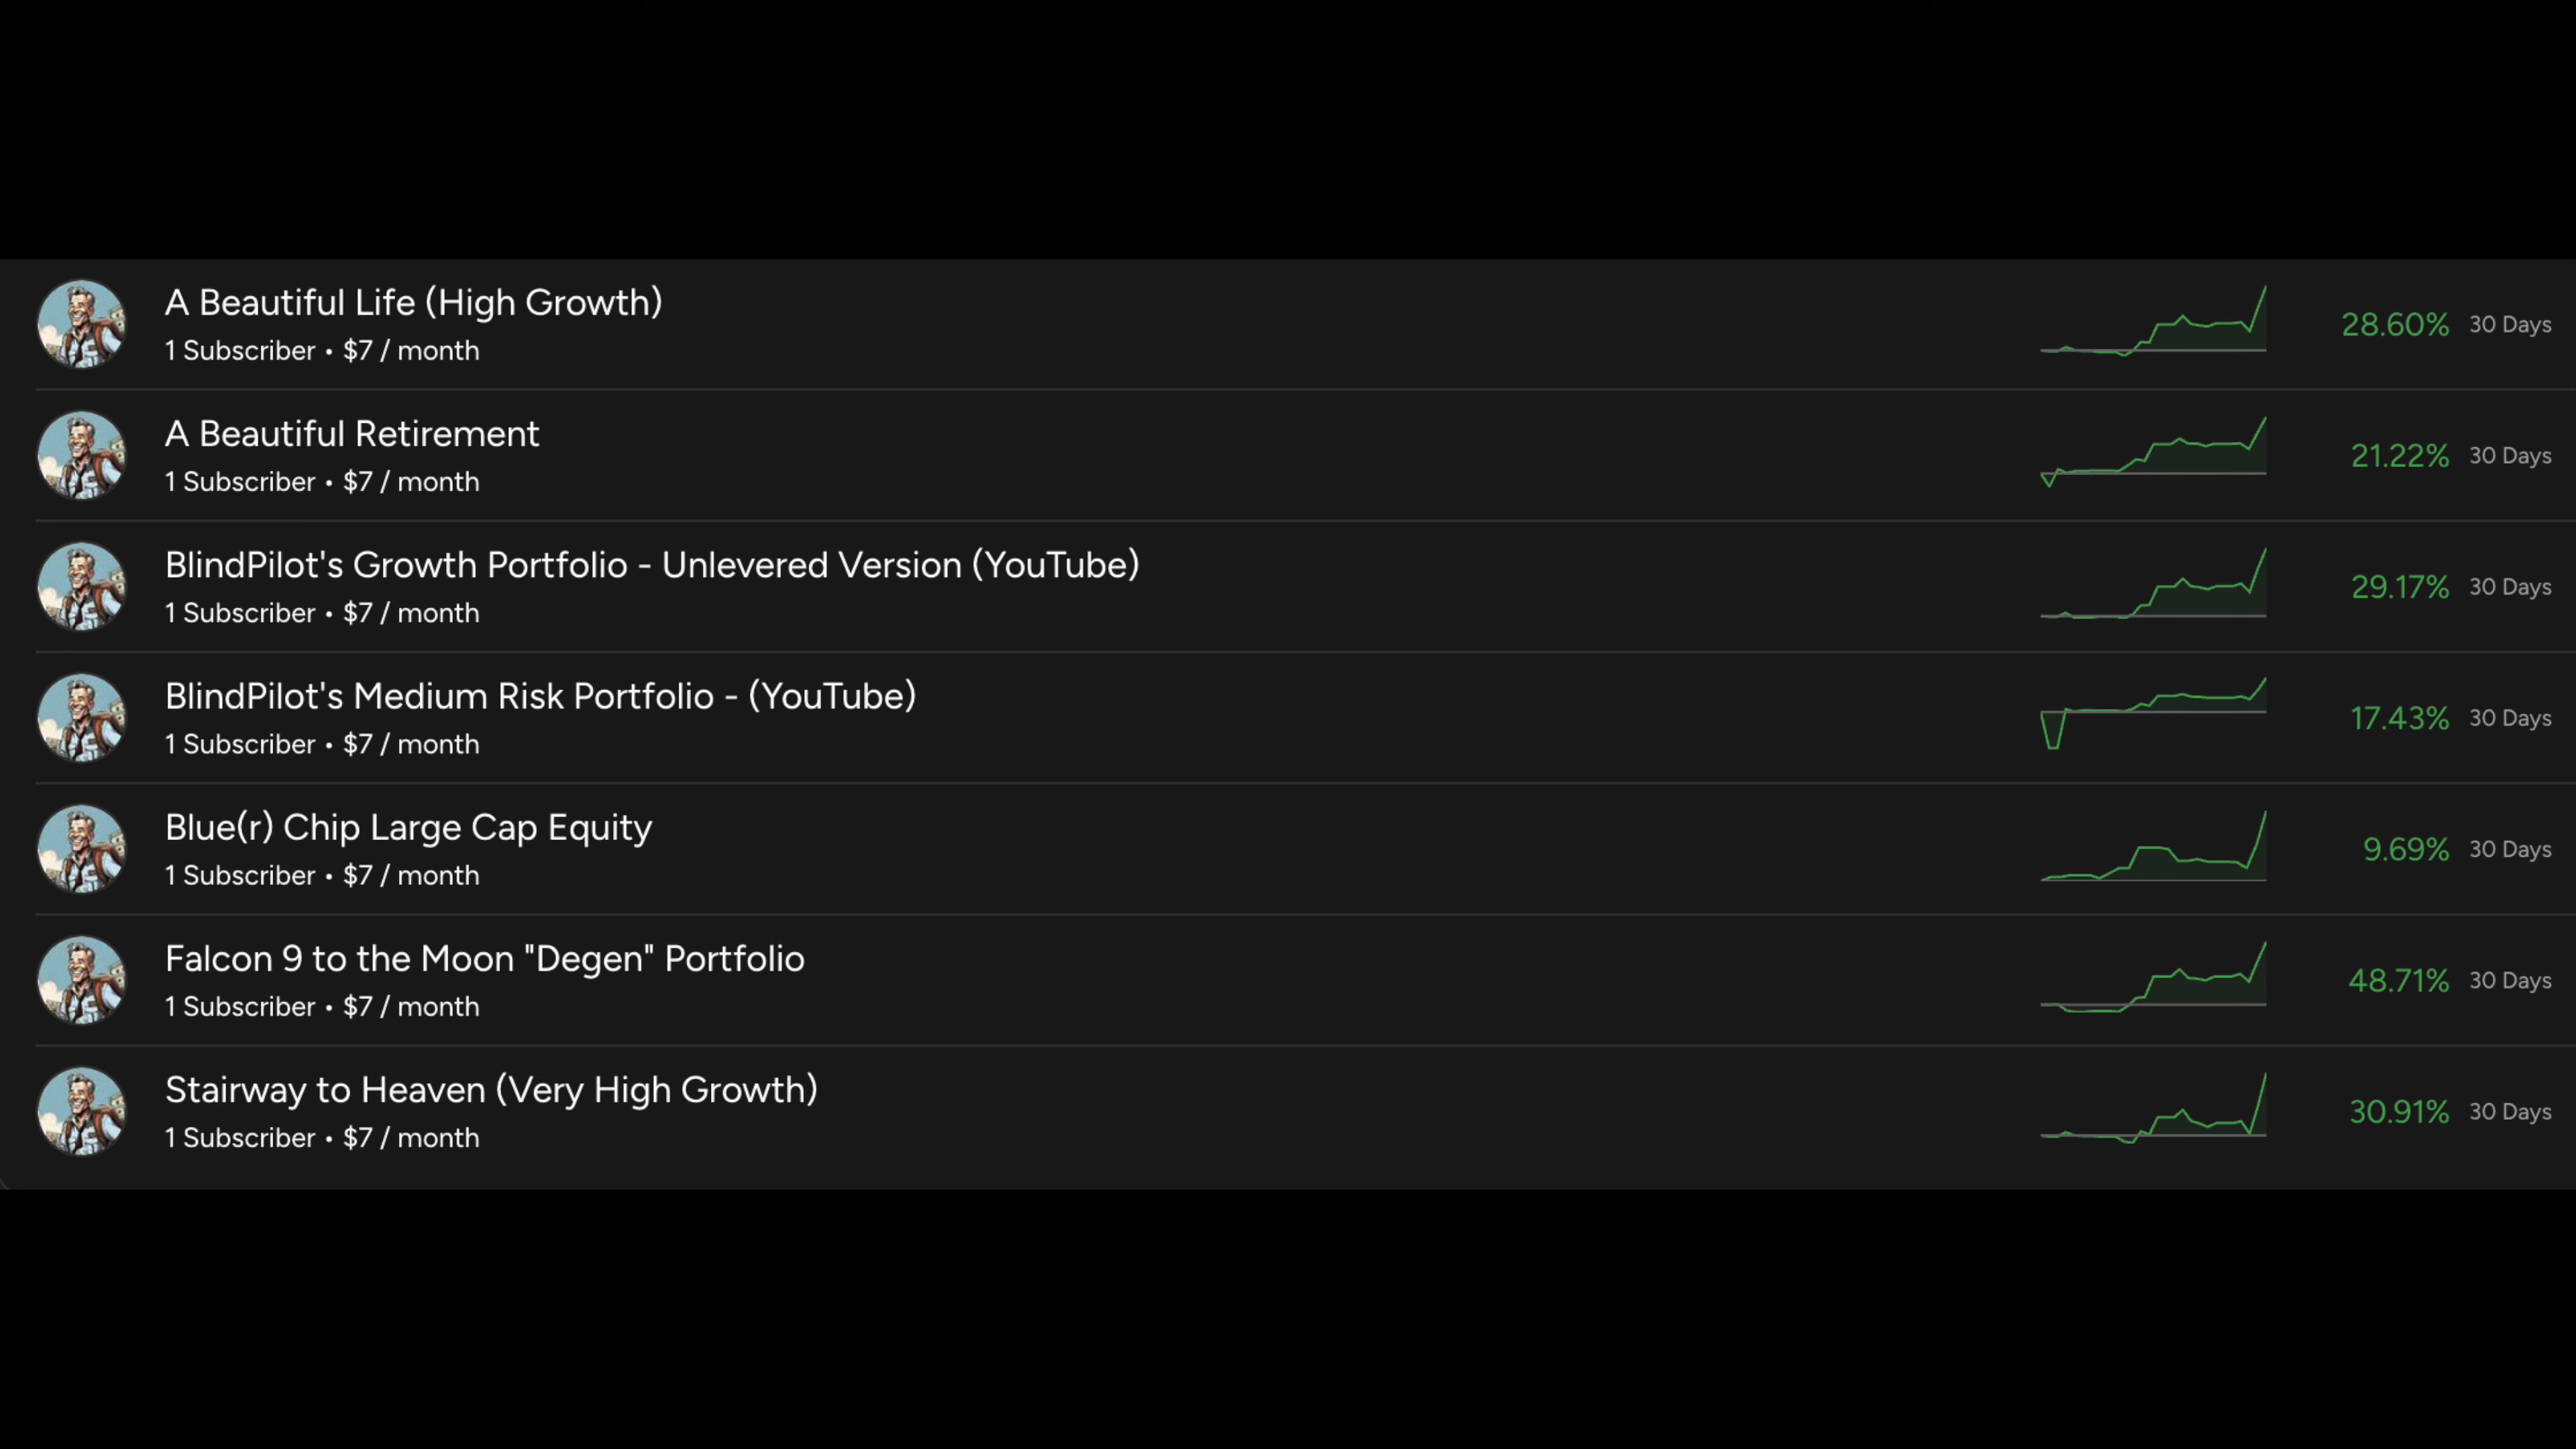 A Beautiful Life (High Growth)
1 Subscriber • $7 / month
28.60% 30 Days
A Beautiful Retirement
1 Subscriber • $7 / month
21.22% 30 Days
BlindPilot's Growth Portfolio - Unlevered Version (YouTube)
1 Subscriber • $7 / month
29.17% 30 Days
BlindPilot's Medium Risk Portfolio - (YouTube)
1 Subscriber • $7 / month
17.43% 30 Days
Blue(r) Chip Large Cap Equity
1 Subscriber • $7 / month
9.69% 30 Days
Falcon 9 to the Moon "Degen" Portfolio
1 Subscriber • $7 / month
48.71% 30 Days
Stairway to Heaven (Very High Growth)
1 Subscriber • $7 / month
30.91% 30 Days